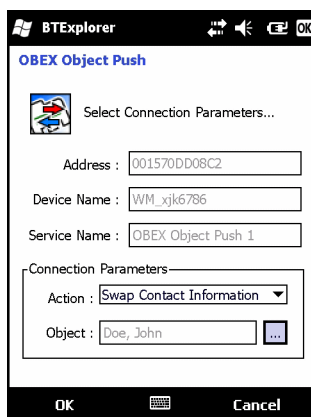 BTExplorer
OK
OBEX Object Push
Select Connection Parameters...
Address : 001570DD08C2
Device Name : WM_xjk6786
Service Name : OBEX Object Push 1
Connection Parameters
Action : Swap Contact Information
Object : Doe, John ...
OK Cancel